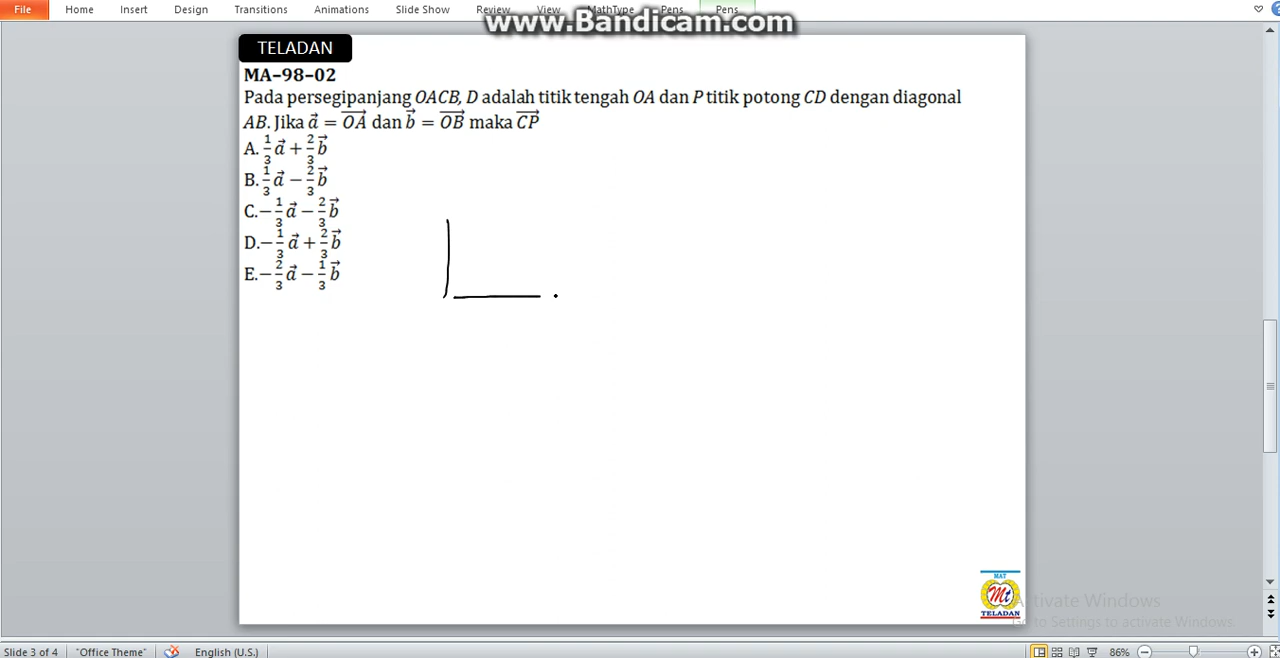 File Home Insert Design Transitions Animations Slide Show Review View MathType Pens Pens
www.Bandicam.com
TELADAN
MA-98-02
Pada persegipanjang OACB, D adalah titik tengah OA dan P titik potong CD dengan diagonal
AB. Jika a⃗ = OA⃗ dan b⃗ = OB⃗ maka CP⃗
A. 1/3 a⃗ + 2/3 b⃗
B. 1/3 a⃗ − 2/3 b⃗
C. −1/3 a⃗ − 2/3 b⃗
D. −1/3 a⃗ + 2/3 b⃗
E. −2/3 a⃗ − 1/3 b⃗
MAT
Mt
TELADAN
Activate Windows
Go to Settings to activate Windows.
Slide 3 of 4 "Office Theme" English (U.S.) 86%